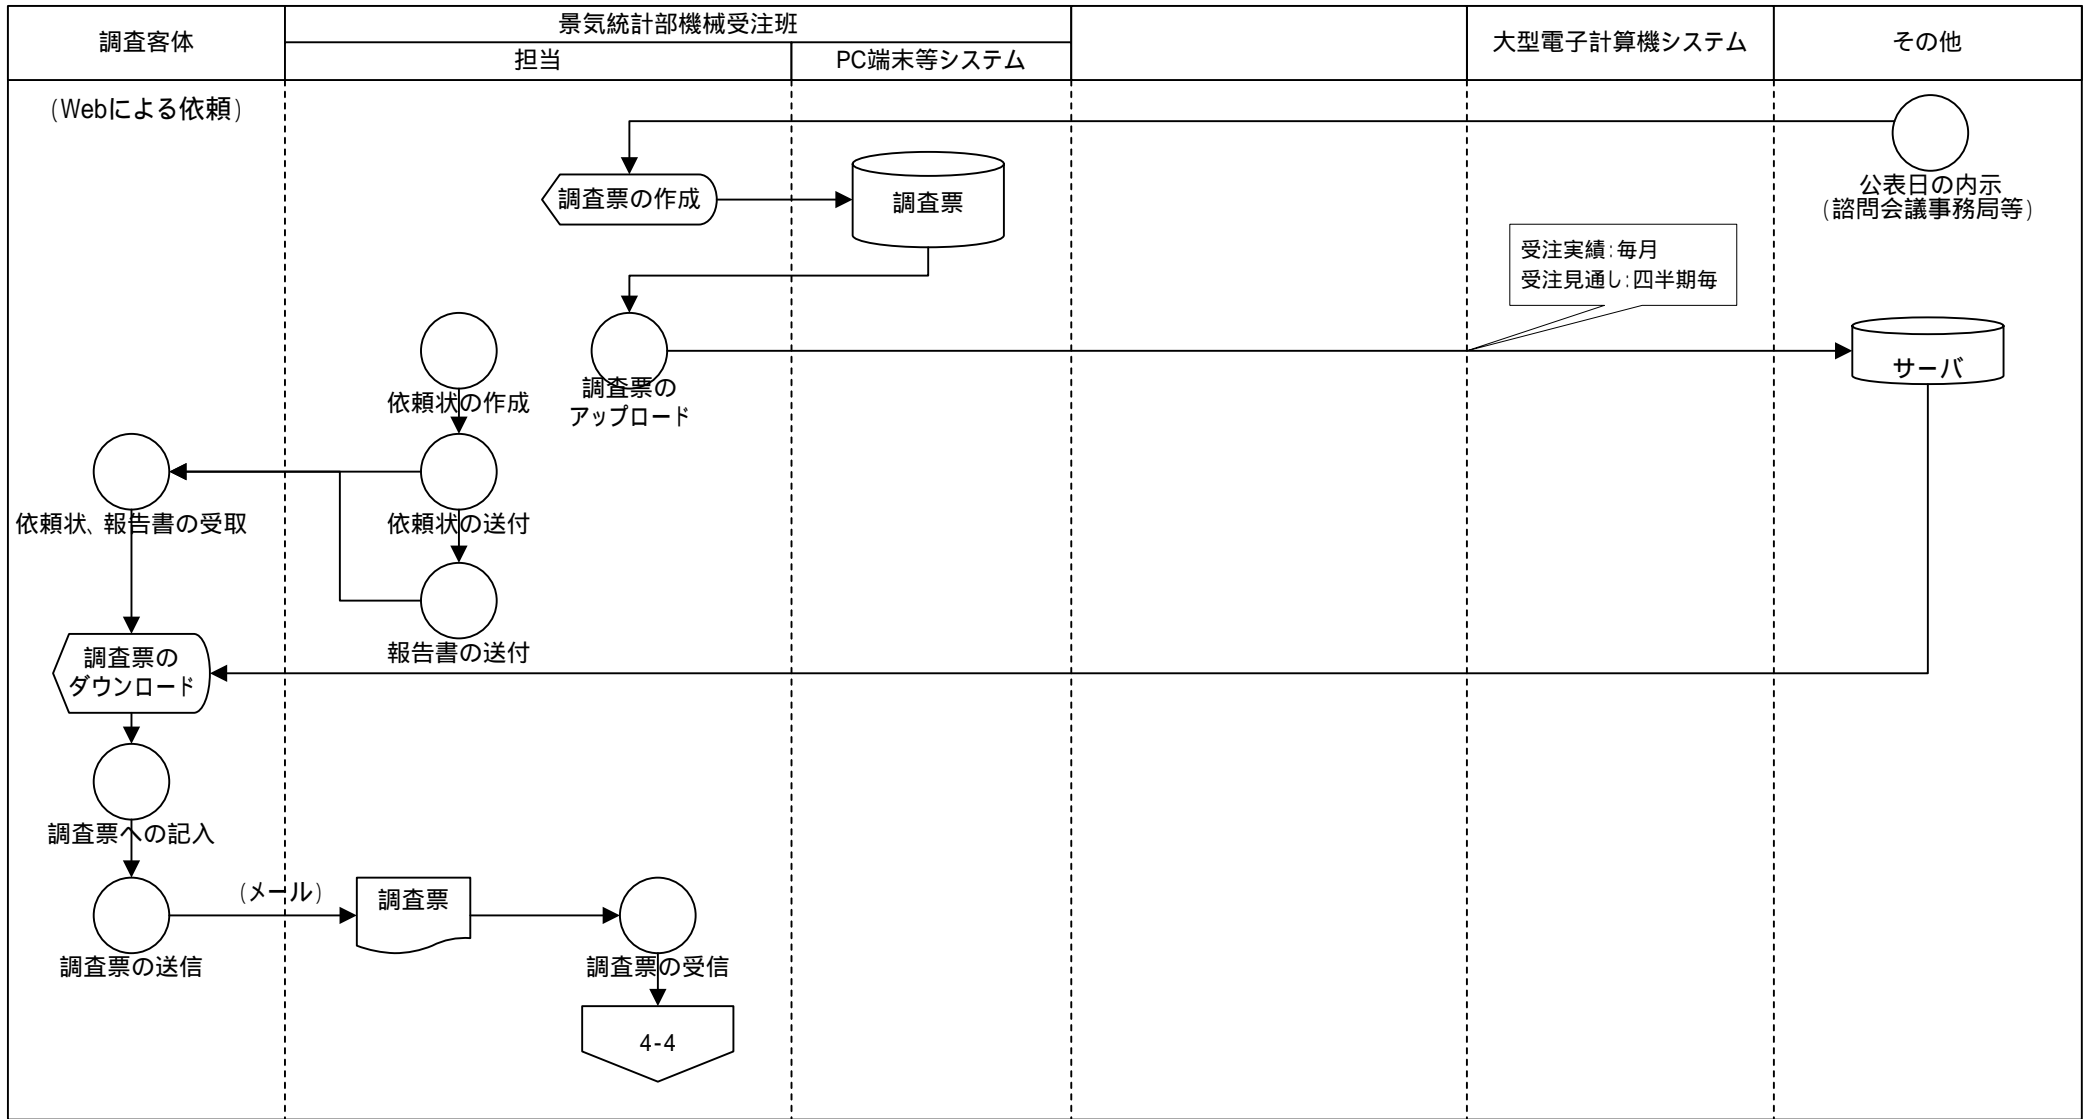 調査客体
景気統計部機械受注班
担当
PC端末等システム
大型電子計算機システム
その他
(Webによる依頼)
調査票の作成
調査票
公表日の内示
(諮問会議事務局等)
受注実績:毎月
受注見通し:四半期毎
サーバ
調査票の
アップロード
依頼状の作成
依頼状、報告書の受取
依頼状の送付
報告書の送付
調査票の
ダウンロード
調査票への記入
(メール)
調査票
調査票の送信
調査票の受信
4-4